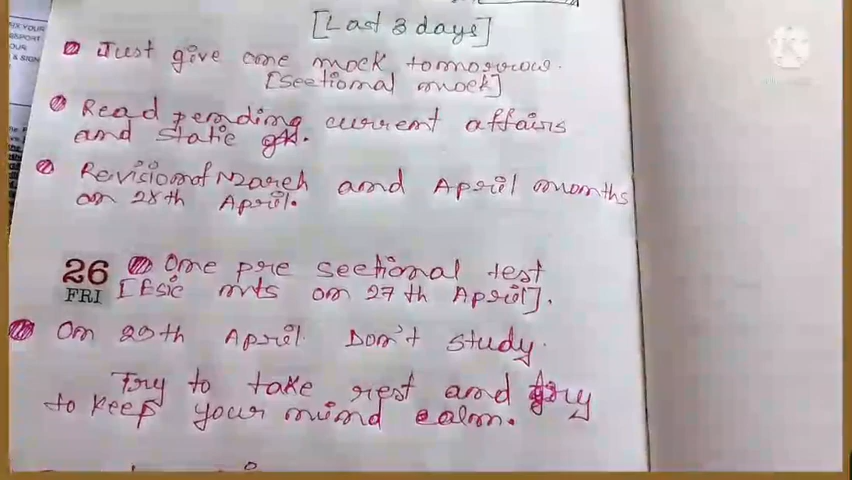 [Last 3 days]
Just give one mock tomorrow.
[Sectional mock]
Read pending current affairs
and static gk.
Revision of March and April months
on 28th April.
26 One pre sectional test
FRI [Esic mts on 27th April].
On 29th April Don't study.
Try to take rest and try
to keep your mind calm.